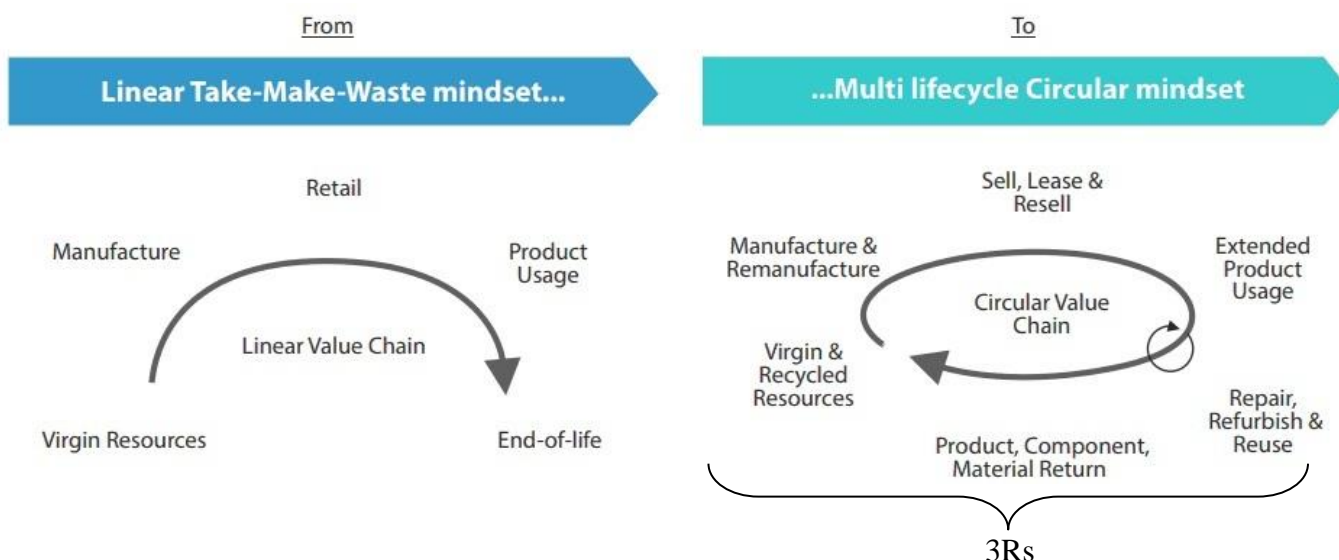 From
Linear Take-Make-Waste mindset...
Retail
Manufacture
Product
Usage
Linear Value Chain
Virgin Resources
End-of-life
To
...Multi lifecycle Circular mindset
Sell, Lease &
Resell
Manufacture &
Remanufacture
Extended
Product
Usage
Circular Value
Chain
Virgin &
Recycled
Resources
Repair,
Refurbish &
Reuse
Product, Component,
Material Return
3Rs